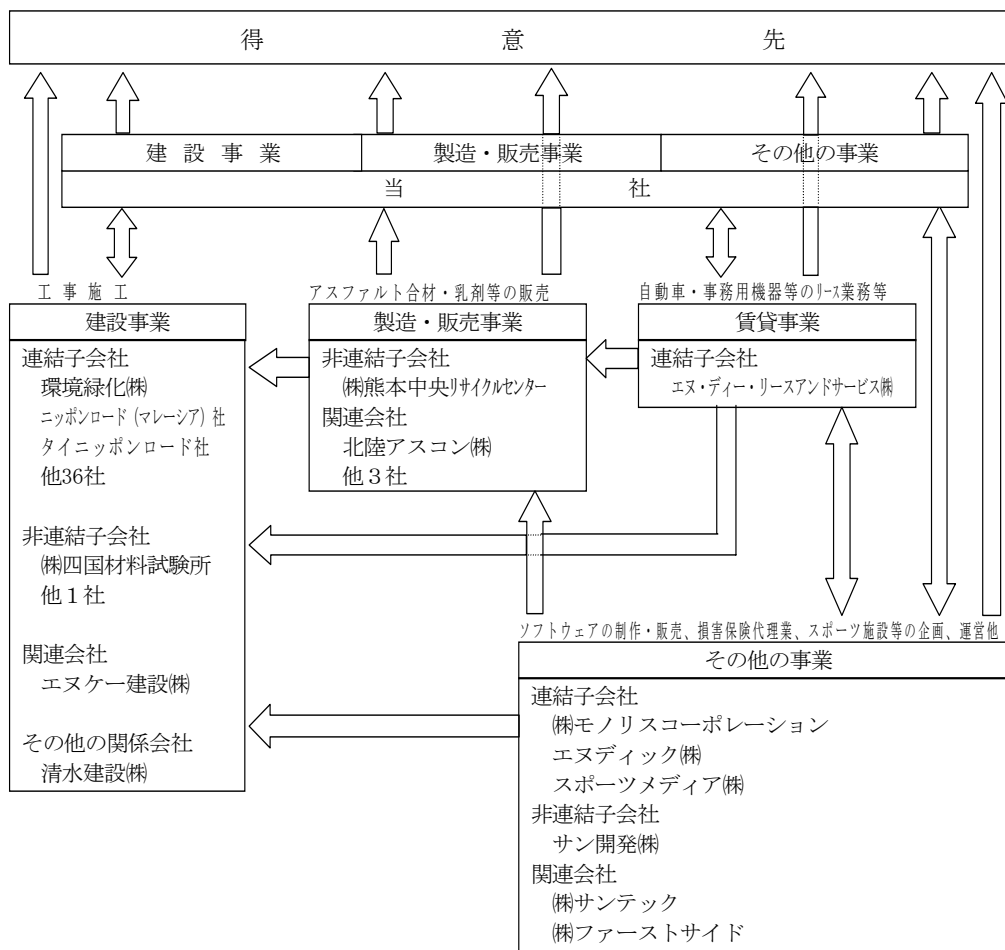 得意先
建設事業
製造・販売事業
その他の事業
当社
工事施工
建設事業
連結子会社
環境緑化㈱
ニッポンロード（マレーシア）社
タイニッポンロード社
他36社
非連結子会社
㈱四国材料試験所
他１社
関連会社
エヌケー建設㈱
その他の関係会社
清水建設㈱
アスファルト合材・乳剤等の販売
製造・販売事業
非連結子会社
㈱熊本中央リサイクルセンター
関連会社
北陸アスコン㈱
他３社
自動車・事務用機器等のリース業務等
賃貸事業
連結子会社
エヌ・ディー・リースアンドサービス㈱
ソフトウェアの制作・販売、損害保険代理業、スポーツ施設等の企画、運営他
その他の事業
連結子会社
㈱モノリスコーポレーション
エヌディック㈱
スポーツメディア㈱
非連結子会社
サン開発㈱
関連会社
㈱サンテック
㈱ファーストサイド